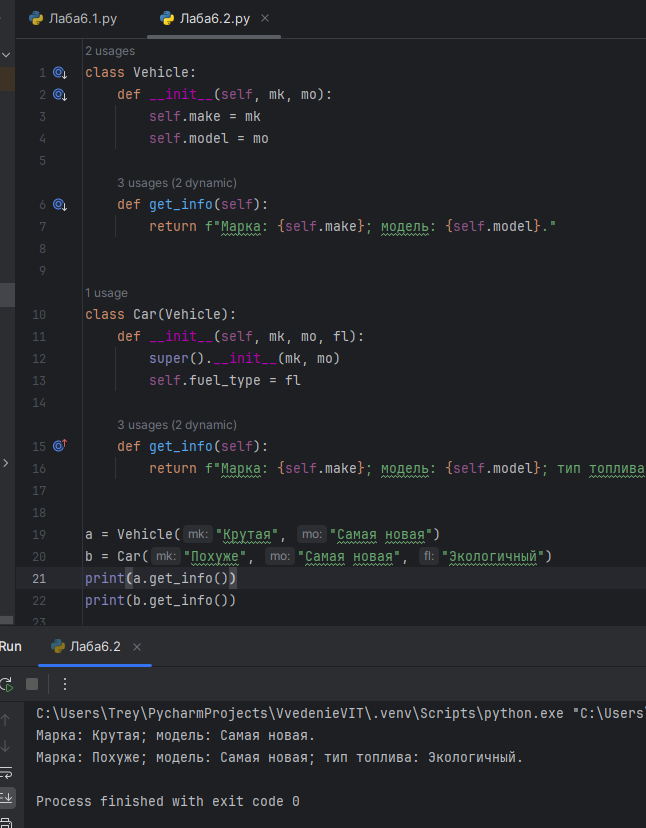 Лаба6.1.py Лаба6.2.py ×
2 usages
1 class Vehicle:
2 def __init__(self, mk, mo):
3 self.make = mk
4 self.model = mo
5
3 usages (2 dynamic)
6 def get_info(self):
7 return f"Марка: {self.make}; модель: {self.model}."
8
9
1 usage
10 class Car(Vehicle):
11 def __init__(self, mk, mo, fl):
12 super().__init__(mk, mo)
13 self.fuel_type = fl
14
3 usages (2 dynamic)
15 def get_info(self):
16 return f"Марка: {self.make}; модель: {self.model}; тип топлива
17
18
19 a = Vehicle( mk: "Крутая", mo: "Самая новая")
20 b = Car( mk: "Похуже", mo: "Самая новая", fl: "Экологичный")
21 print(a.get_info())
22 print(b.get_info())
23
Run Лаба6.2 ×
C:\Users\Trey\PycharmProjects\VvedenieVIT\.venv\Scripts\python.exe "C:\Users\
Марка: Крутая; модель: Самая новая.
Марка: Похуже; модель: Самая новая; тип топлива: Экологичный.
Process finished with exit code 0